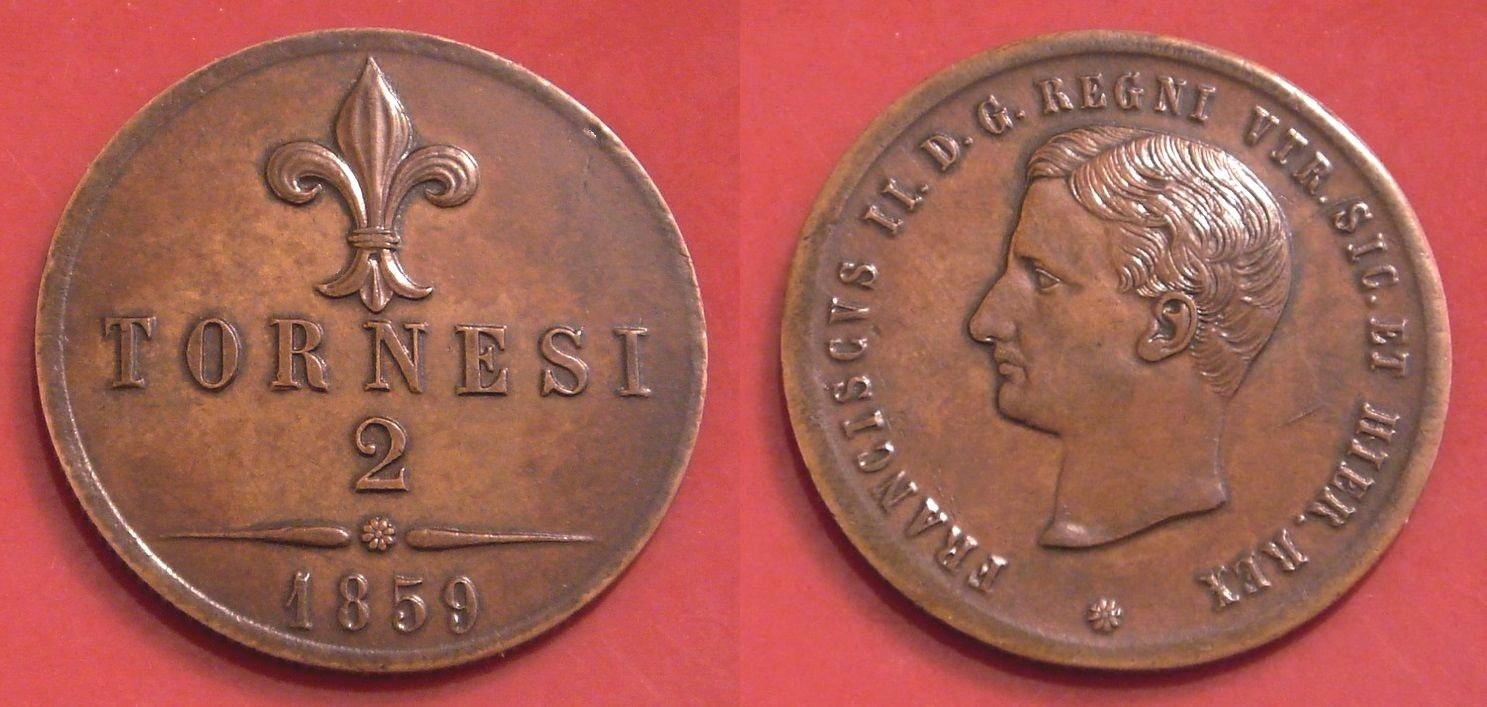 TORNESI
2
1859
FRANCISCVS II. D. G. REGNI VTR. SIC. ET HIER. REX